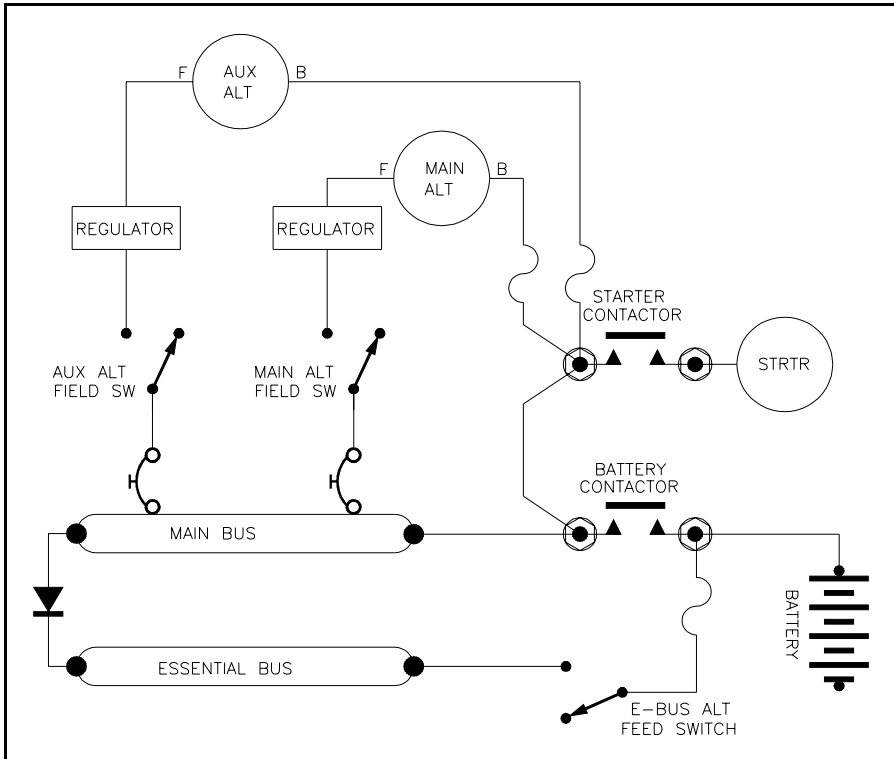 AUX
ALT
F
B
MAIN
ALT
F
B
REGULATOR
REGULATOR
STARTER
CONTACTOR
STRTR
AUX ALT
FIELD SW
MAIN ALT
FIELD SW
BATTERY
CONTACTOR
MAIN BUS
BATTERY
ESSENTIAL BUS
E-BUS ALT
FEED SWITCH